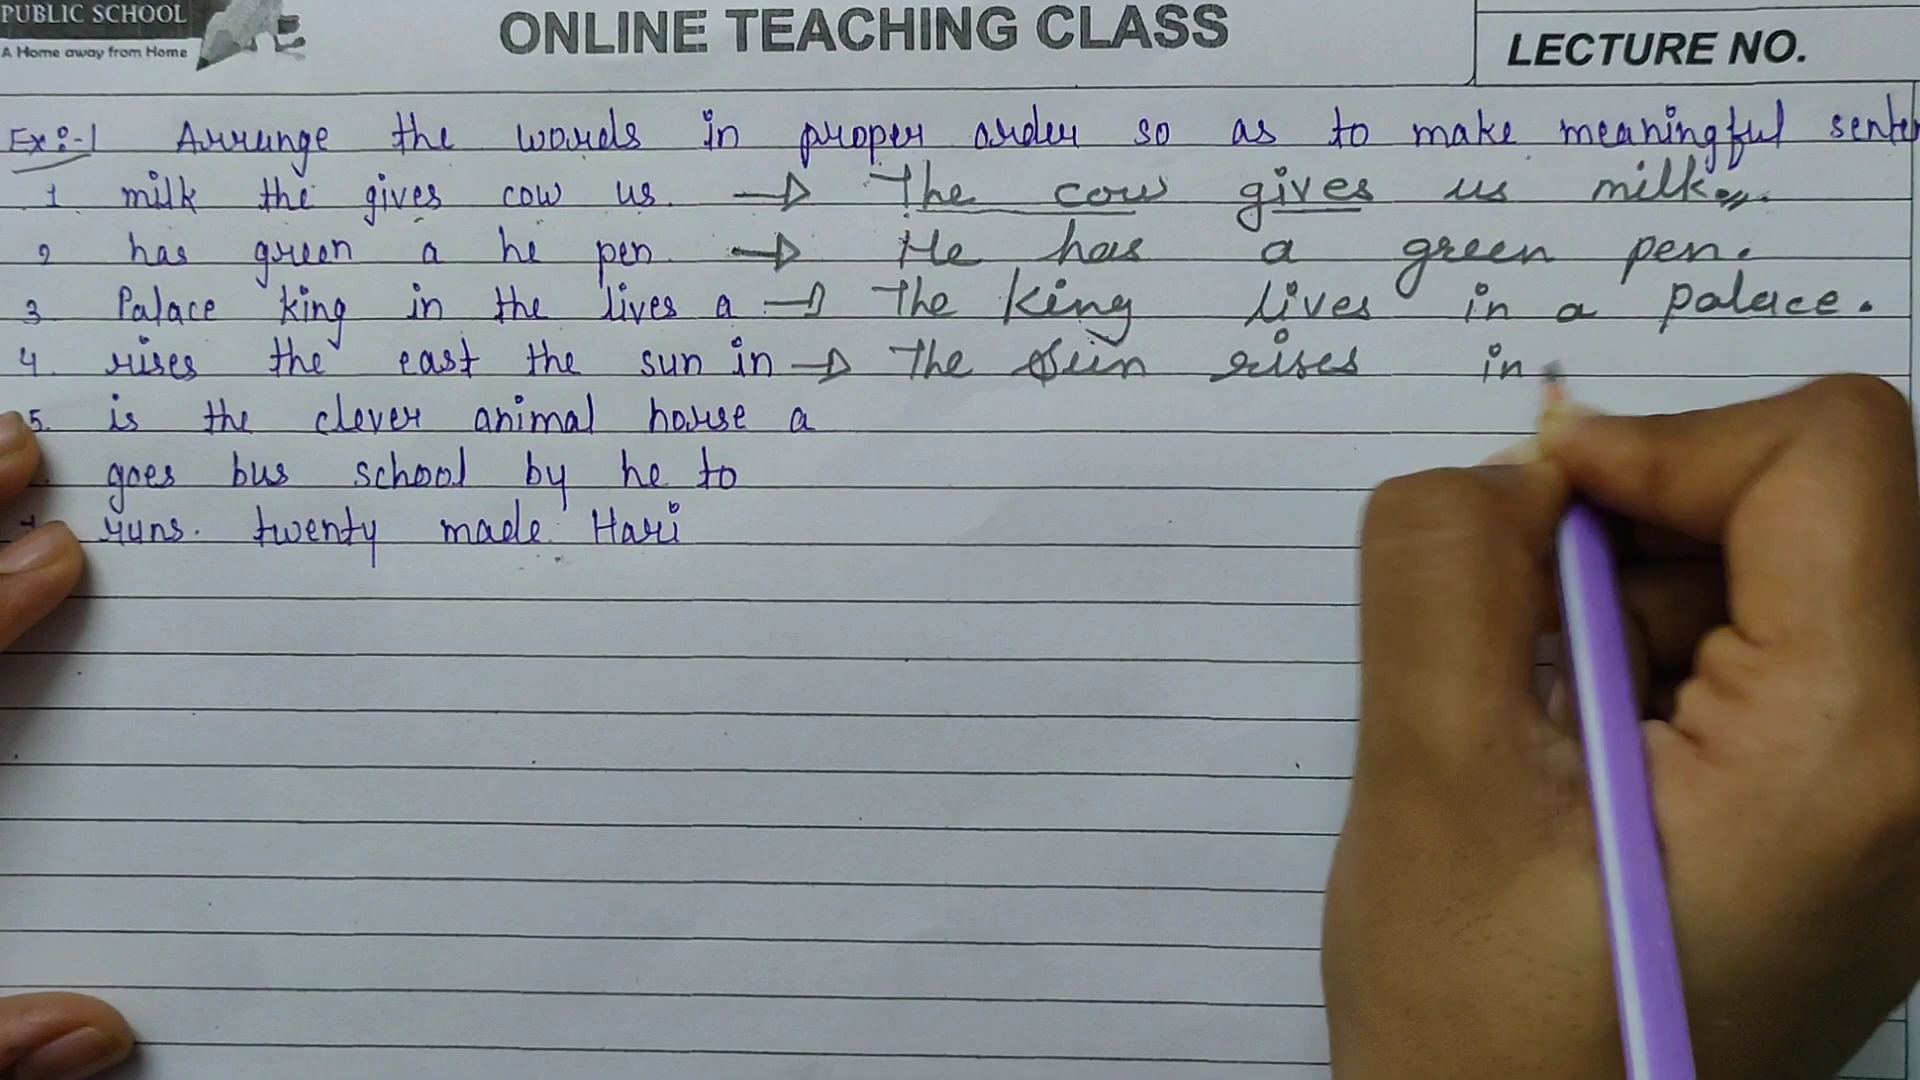 PUBLIC SCHOOL
A Home away from Home
ONLINE TEACHING CLASS
LECTURE NO.
Ex:-1 Arrange the words in proper order so as to make meaningful senten
1. milk the gives cow us. → The cow gives us milk.
2 has green a he pen → He has a green pen.
3 Palace king in the lives a → The king lives in a palace.
4. rises the east the sun in → The Sun rises in
5. is the clever animal horse a
goes bus school by he to
7 runs. twenty made Hari